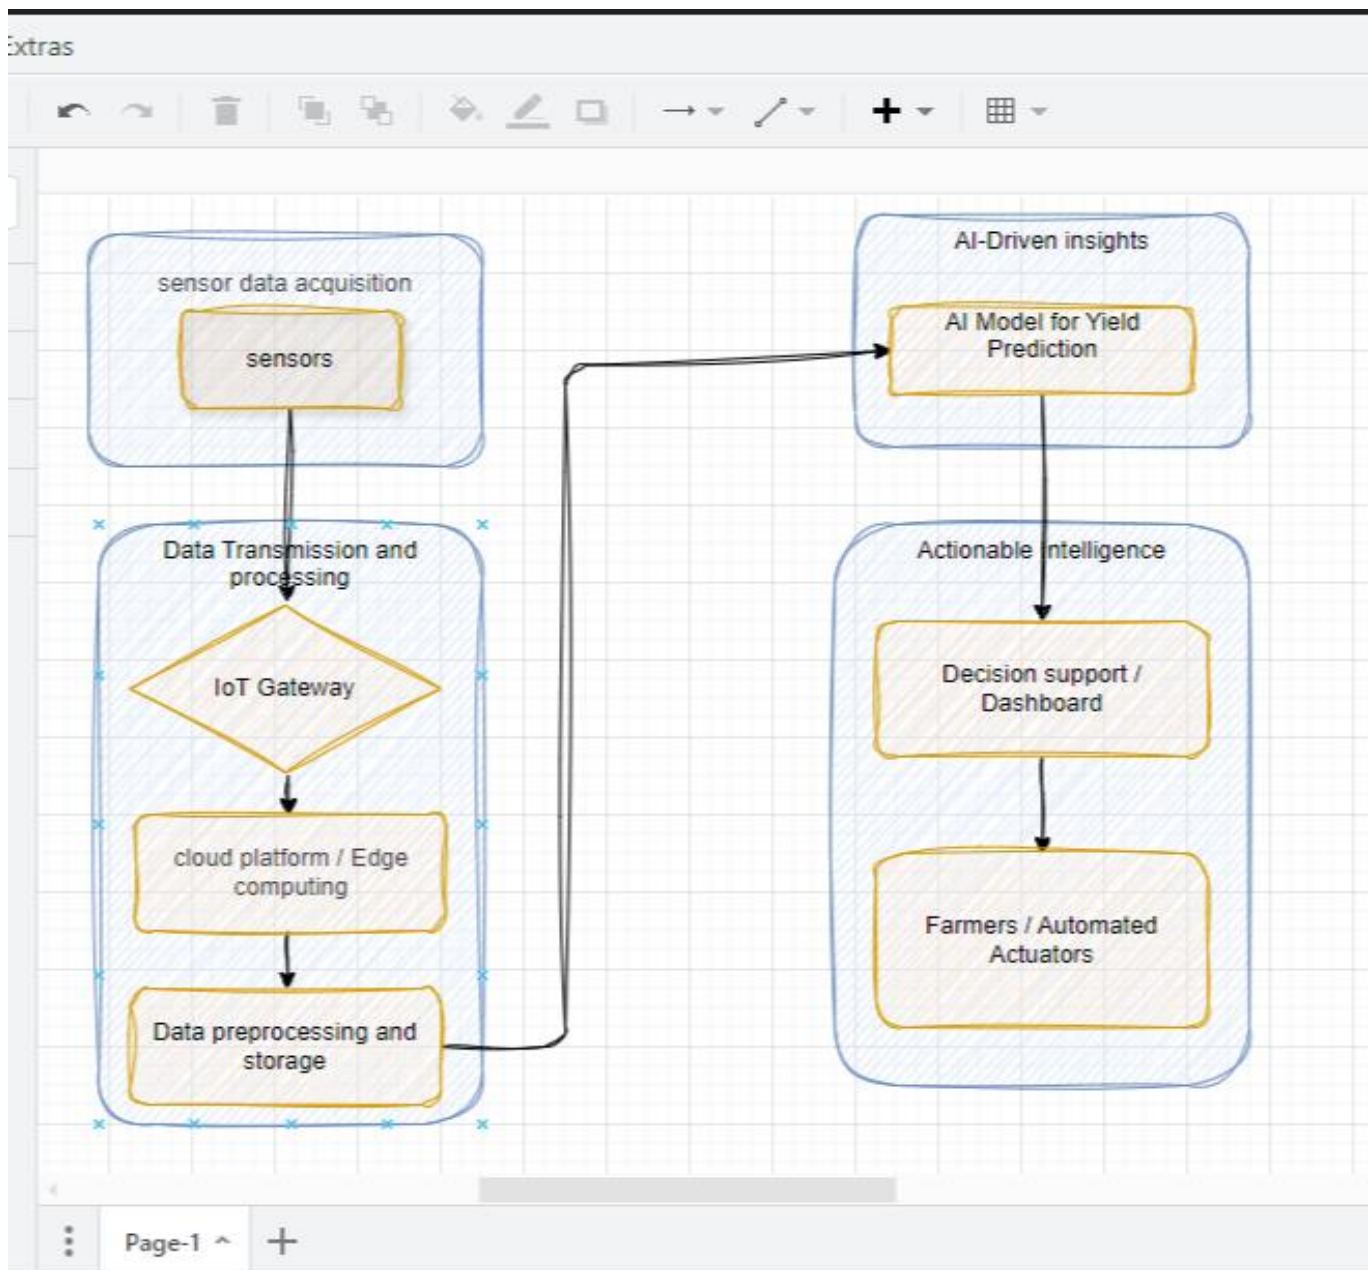 Extras
sensor data acquisition
sensors
Data Transmission and
processing
IoT Gateway
cloud platform / Edge
computing
Data preprocessing and
storage
AI-Driven insights
AI Model for Yield
Prediction
Actionable Intelligence
Decision support /
Dashboard
Farmers / Automated
Actuators
Page-1